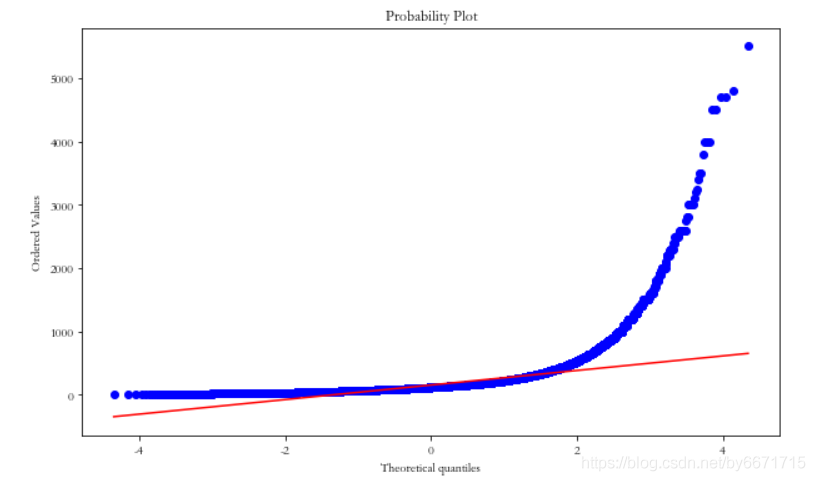 Probability Plot
Ordered Values
5000
4000
3000
2000
1000
0
-4
-2
0
2
4
Theoretical quantiles
https://blog.csdn.net/by6671715